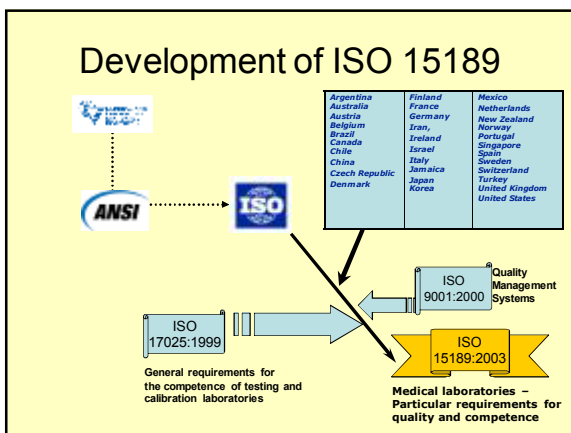 Development of ISO 15189
Argentina
Australia
Austria
Belgium
Brazil
Canada
Chile
China
Czech Republic
Denmark
Finland
France
Germany
Iran,
Ireland
Israel
Italy
Jamaica
Japan
Korea
Mexico
Netherlands
New Zealand
Norway
Portugal
Singapore
Spain
Sweden
Switzerland
Turkey
United Kingdom
United States
ANSI
ISO
ISO
9001:2000
Quality
Management
Systems
ISO
17025:1999
General requirements for
the competence of testing and
calibration laboratories
ISO
15189:2003
Medical laboratories –
Particular requirements for
quality and competence